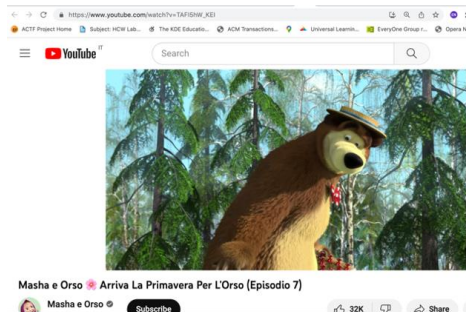 https://www.youtube.com/watch?v=TAFlShW_KEI
ACTF Project Home Subject: HCW Lab... The KDE Educatio... ACM Transactions... Universal Learnin... EveryOne Group r... Opera N
YouTube IT Search
Masha e Orso 🌸 Arriva La Primavera Per L'Orso (Episodio 7)
Masha e Orso
Subscribe 32K Share